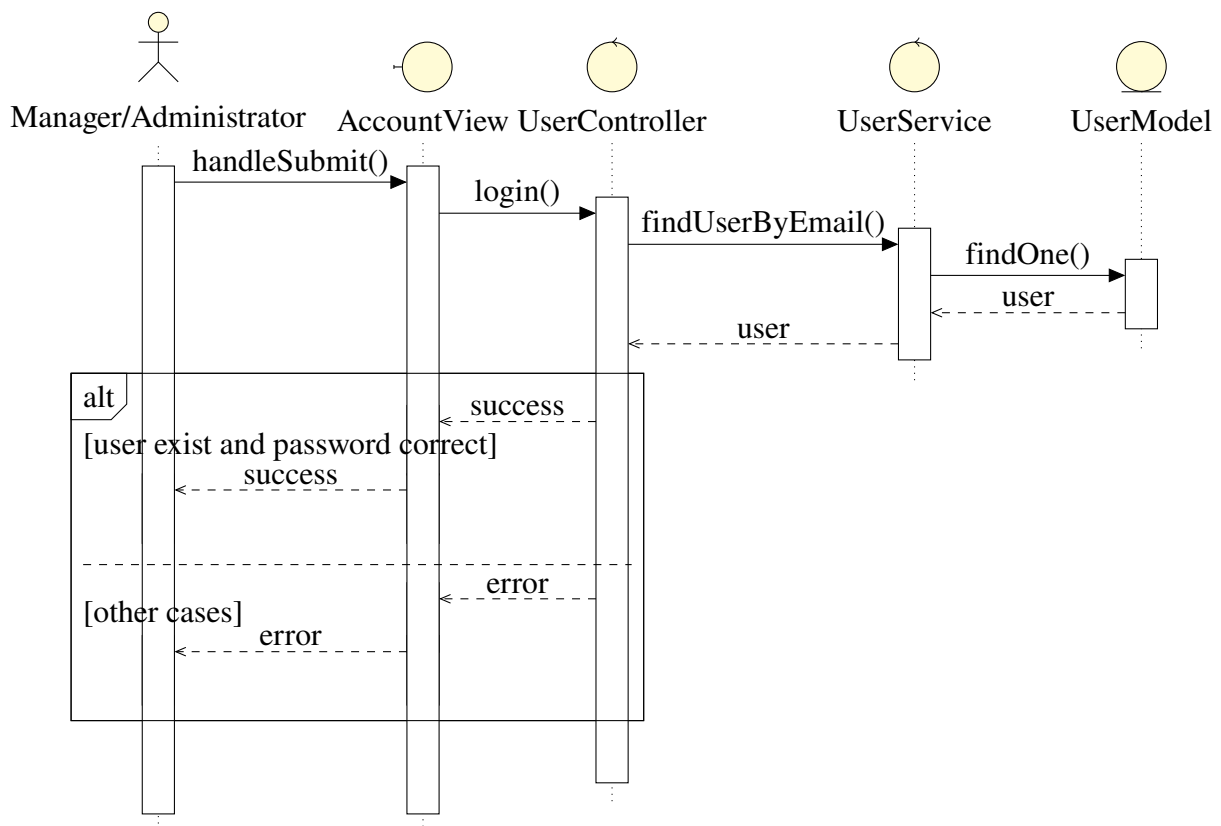 Manager/Administrator
AccountView
UserController
UserService
UserModel
handleSubmit()
login()
findUserByEmail()
findOne()
user
user
alt
success
[user exist and password correct]
success
error
[other cases]
error